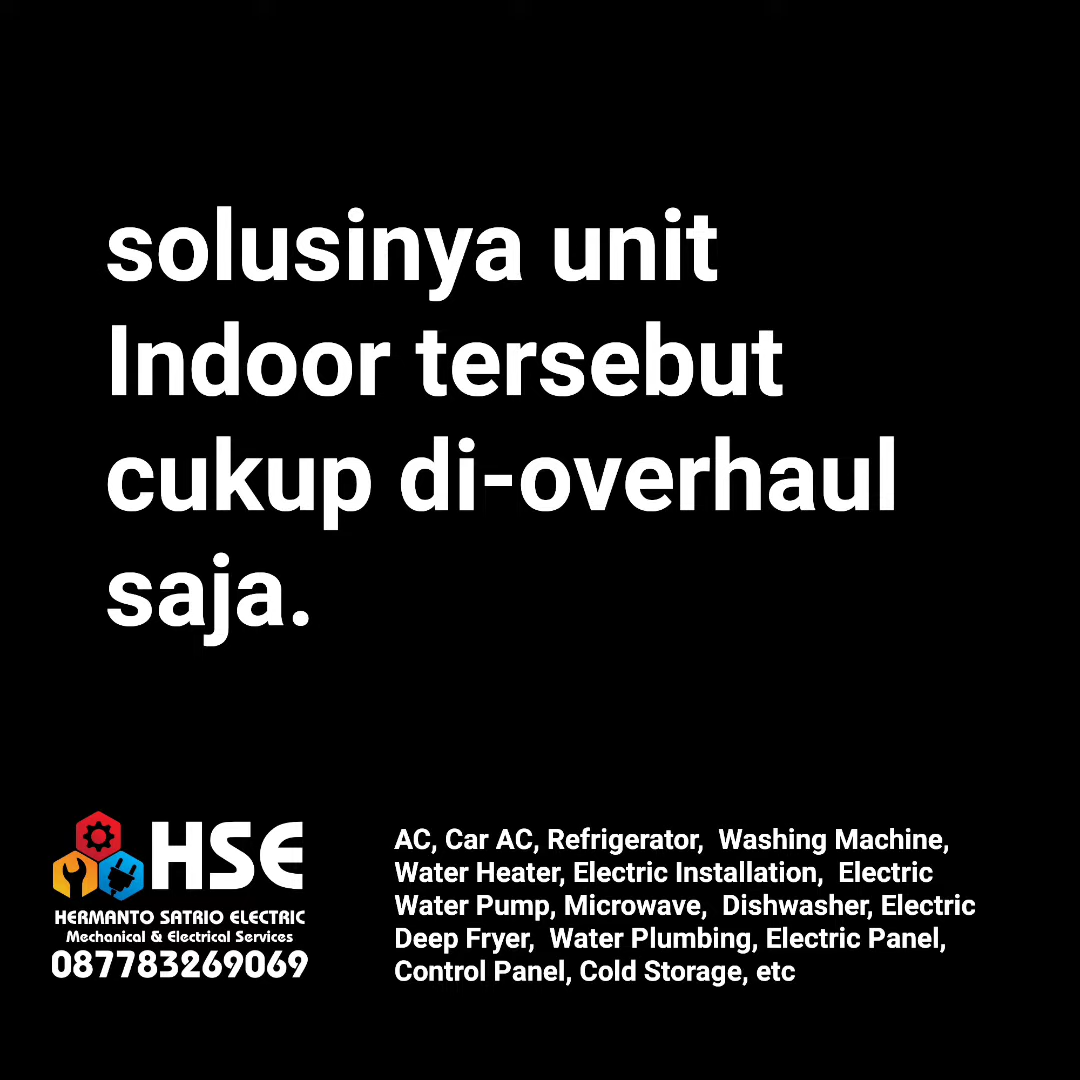 solusinya unit
Indoor tersebut
cukup di-overhaul
saja.
HSE
HERMANTO SATRIO ELECTRIC
Mechanical & Electrical Services
087783269069
AC, Car AC, Refrigerator,  Washing Machine,
Water Heater, Electric Installation,  Electric
Water Pump, Microwave,  Dishwasher, Electric
Deep Fryer,  Water Plumbing, Electric Panel,
Control Panel, Cold Storage, etc